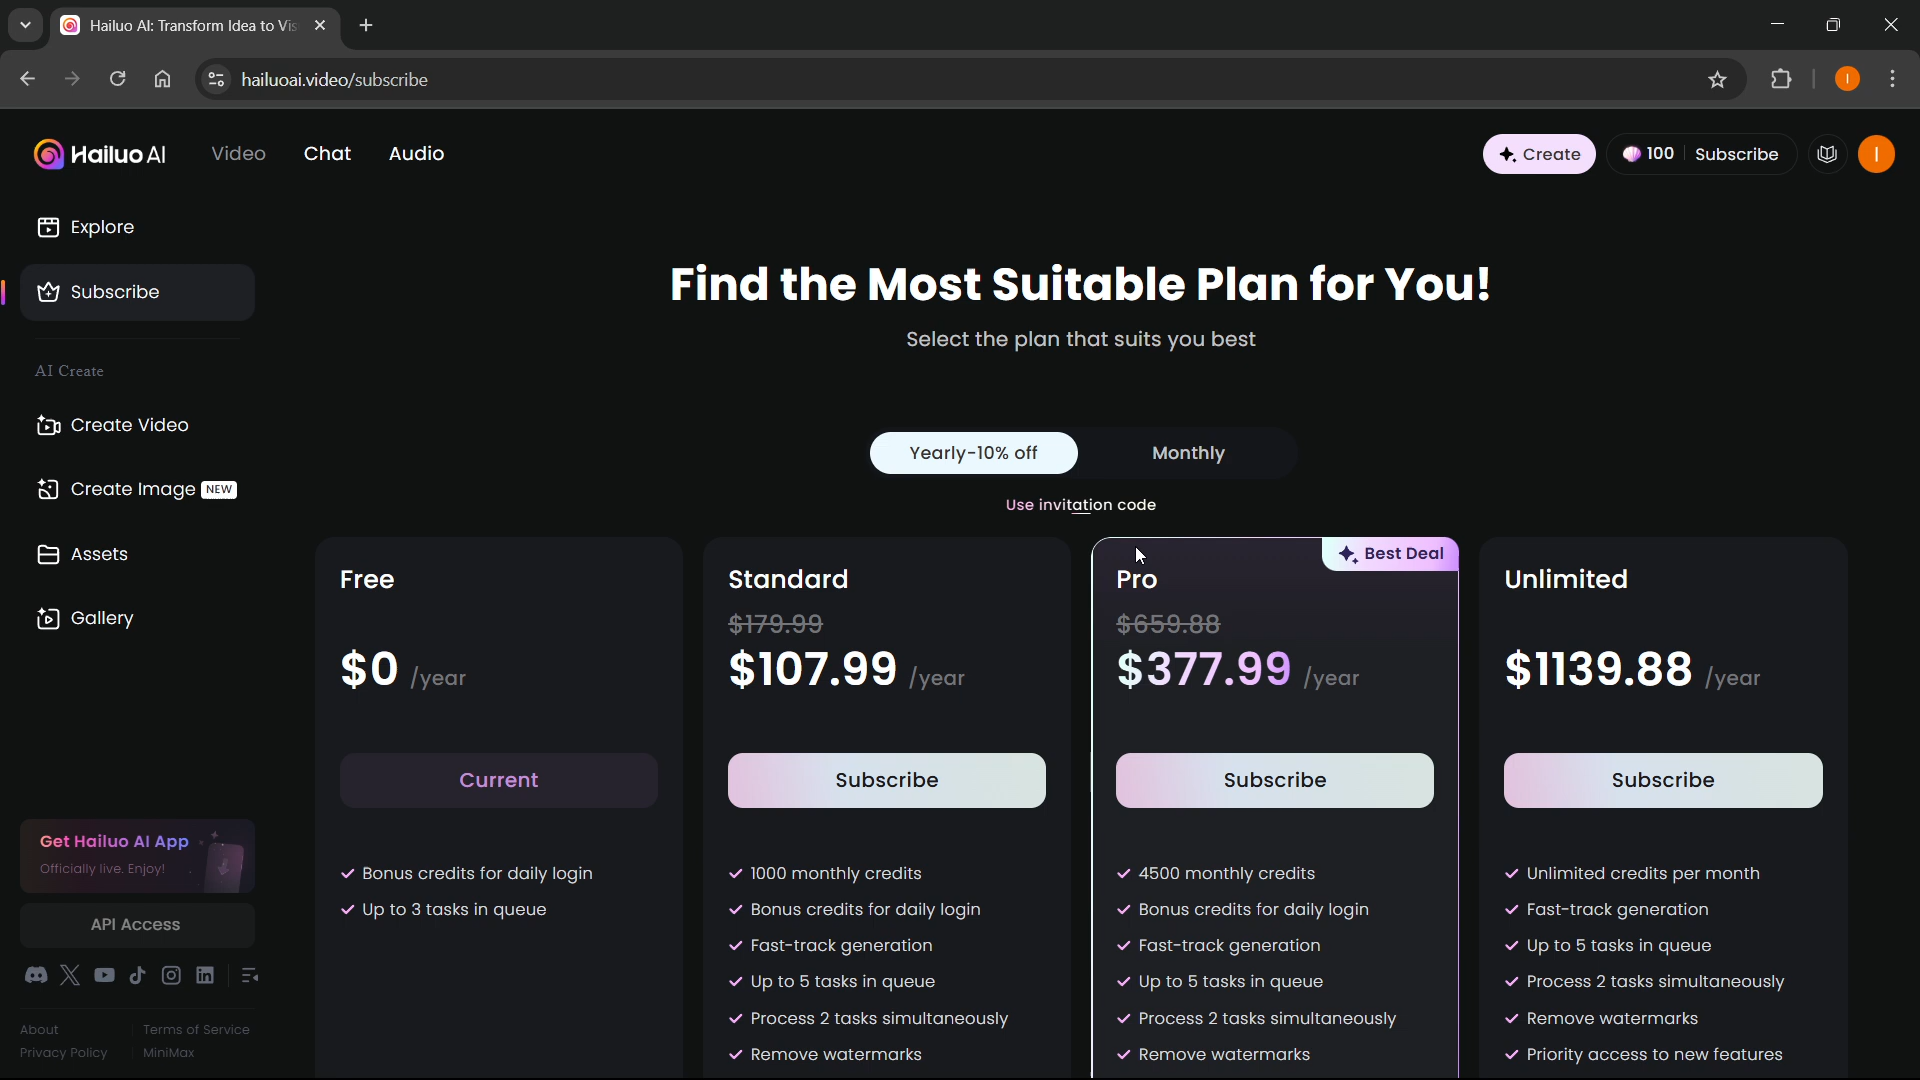 Hailuo AI: Transform Idea to Vis
hailuoai.video/subscribe
I
Hailuo AI
Video
Chat
Audio
Create
100
Subscribe
I
Explore
Subscribe
AI Create
Create Video
Create Image NEW
Assets
Gallery
Get Hailuo AI App
Officially live. Enjoy!
API Access
About
Terms of Service
Privacy Policy
MiniMax
Find the Most Suitable Plan for You!
Select the plan that suits you best
Yearly-10% off
Monthly
Use invitation code
Free
$0 /year
Current
Bonus credits for daily login
Up to 3 tasks in queue
Standard
$179.99
$107.99 /year
Subscribe
1000 monthly credits
Bonus credits for daily login
Fast-track generation
Up to 5 tasks in queue
Process 2 tasks simultaneously
Remove watermarks
Best Deal
Pro
$659.88
$377.99 /year
Subscribe
4500 monthly credits
Bonus credits for daily login
Fast-track generation
Up to 5 tasks in queue
Process 2 tasks simultaneously
Remove watermarks
Unlimited
$1139.88 /year
Subscribe
Unlimited credits per month
Fast-track generation
Up to 5 tasks in queue
Process 2 tasks simultaneously
Remove watermarks
Priority access to new features